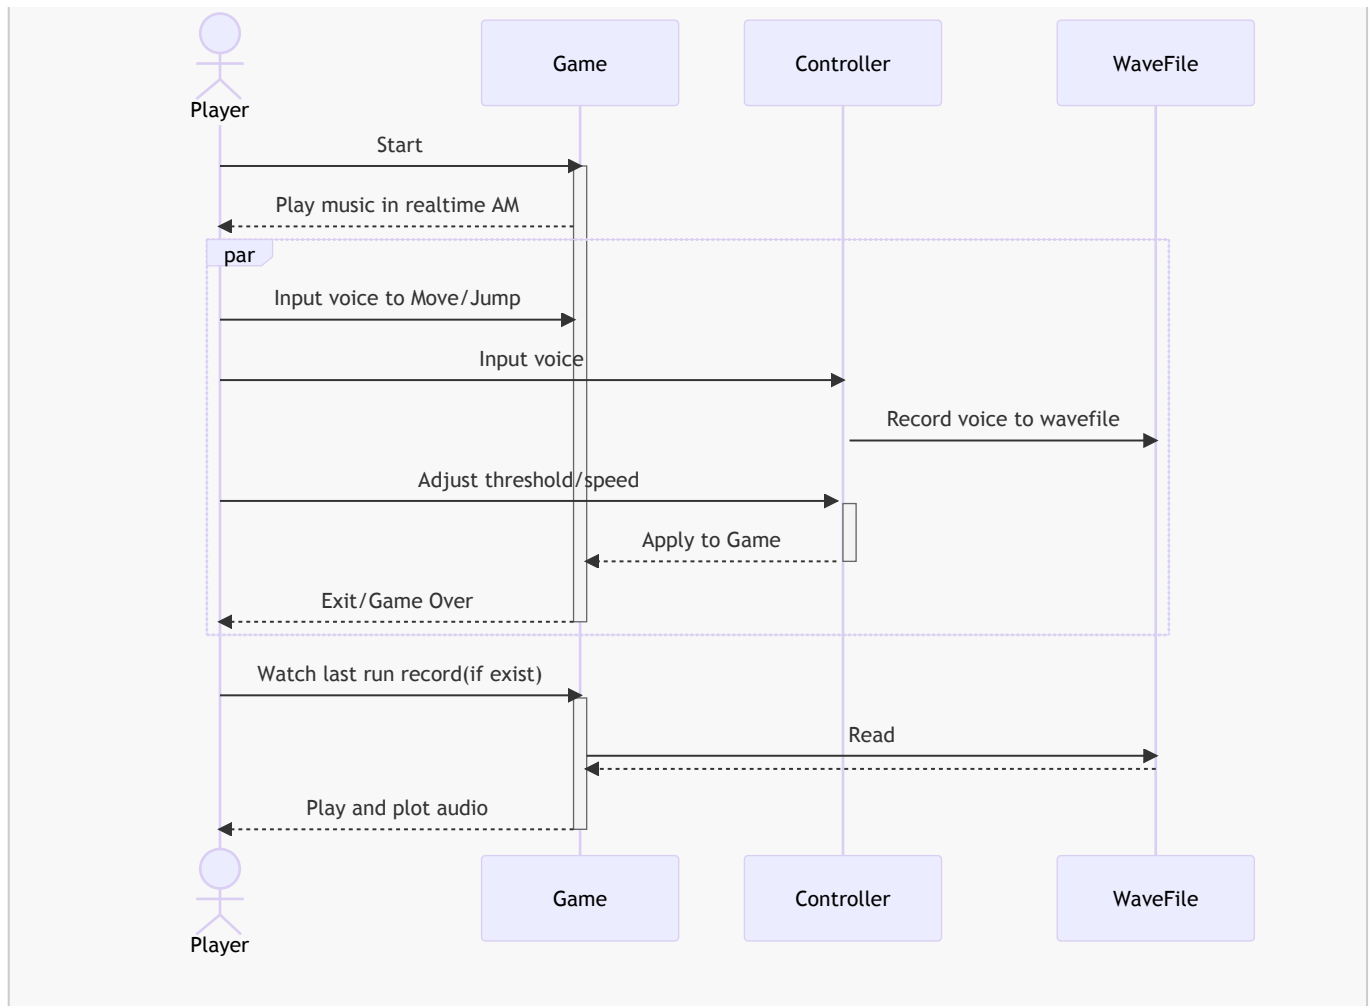 Player
Game
Controller
WaveFile
Start
Play music in realtime AM
par
Input voice to Move/Jump
Input voice
Record voice to wavefile
Adjust threshold/speed
Apply to Game
Exit/Game Over
Watch last run record(if exist)
Read
Play and plot audio
Player
Game
Controller
WaveFile